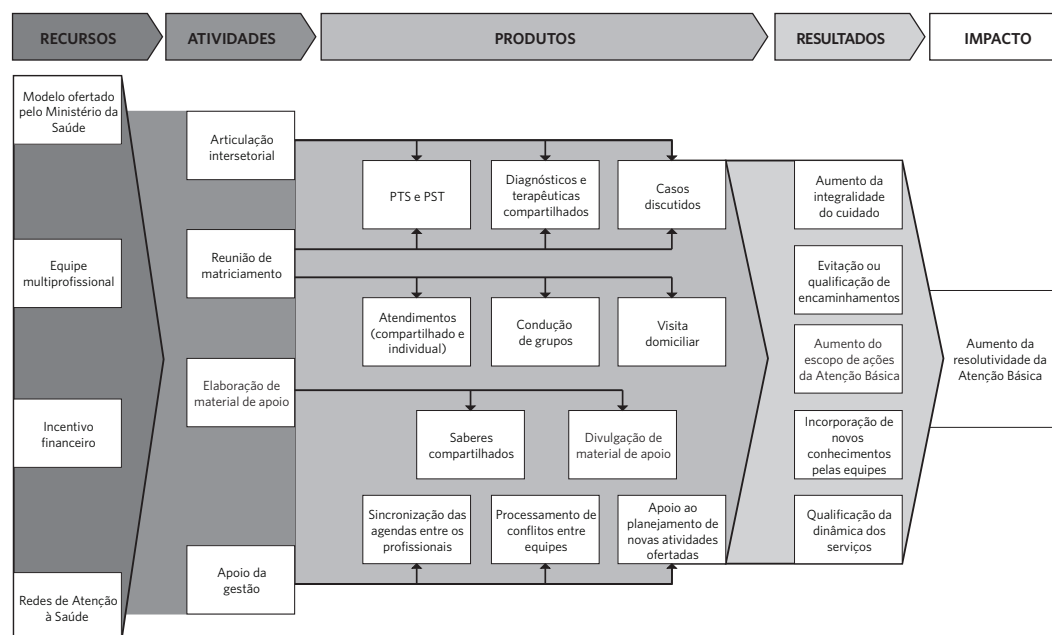 RECURSOS
ATIVIDADES
PRODUTOS
RESULTADOS
IMPACTO
Modelo ofertado
pelo Ministério da
Saúde
Equipe
multiprofissional
Incentivo
financeiro
Redes de Atenção
à Saúde
Articulação
intersetorial
Reunião de
matriciamento
Elaboração de
material de apoio
Apoio da
gestão
PTS e PST
Diagnósticos e
terapêuticas
compartilhados
Casos
discutidos
Atendimentos
(compartilhado e
individual)
Condução
de grupos
Visita
domiciliar
Saberes
compartilhados
Divulgação de
material de apoio
Sincronização das
agendas entre os
profissionais
Processamento de
conflitos entre
equipes
Apoio ao
planejamento de
novas atividades
ofertadas
Aumento da
integralidade
do cuidado
Evitação ou
qualificação de
encaminhamentos
Aumento do
escopo de ações
da Atenção Básica
Incorporação de
novos
conhecimentos
pelas equipes
Qualificação da
dinâmica dos
serviços
Aumento da
resolutividade da
Atenção Básica